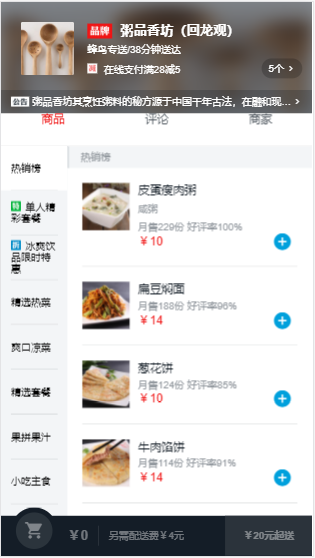 品牌 粥品香坊（回龙观）
蜂鸟专送/38分钟送达
减 在线支付满28减5
5个 >
公告 粥品香坊其烹饪粥料的秘方源于中国千年古法，在融和现... >
商品 评论 商家
热销榜
特 单人精彩套餐
折 冰爽饮品限时特惠
精选热菜
爽口凉菜
精选套餐
果拼果汁
小吃主食
热销榜
皮蛋瘦肉粥
咸粥
月售229份 好评率100%
￥10
扁豆焖面
月售188份 好评率96%
￥14
葱花饼
月售124份 好评率85%
￥10
牛肉馅饼
月售114份 好评率91%
￥14
￥0 另需配送费￥4元 ￥20元起送